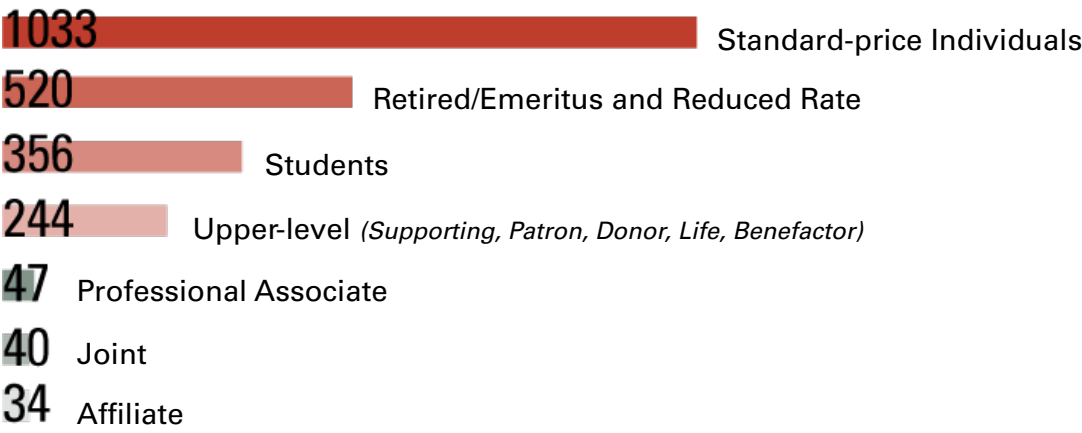 1033 Standard-price Individuals
520 Retired/Emeritus and Reduced Rate
356 Students
244 Upper-level (Supporting, Patron, Donor, Life, Benefactor)
47 Professional Associate
40 Joint
34 Affiliate